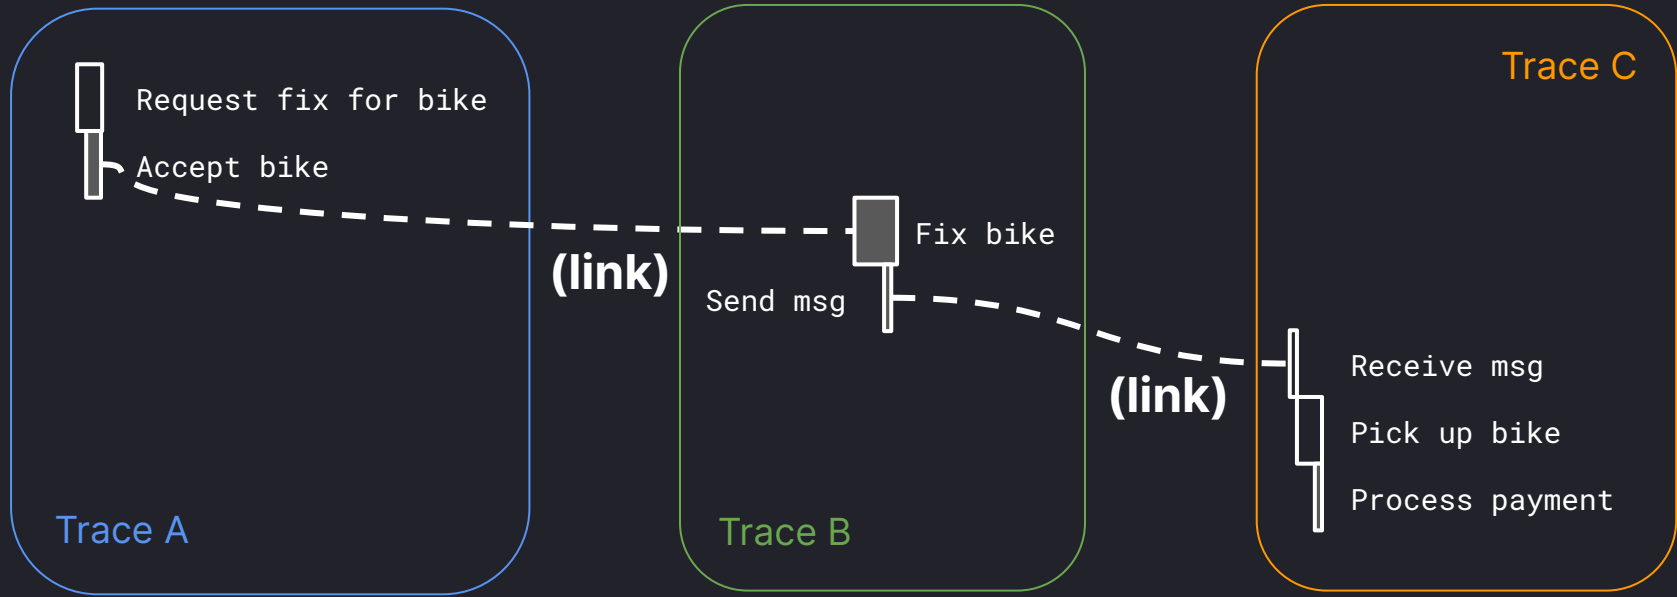 Request fix for bike
Accept bike
Trace A
(link)
Fix bike
Send msg
Trace B
(link)
Trace C
Receive msg
Pick up bike
Process payment